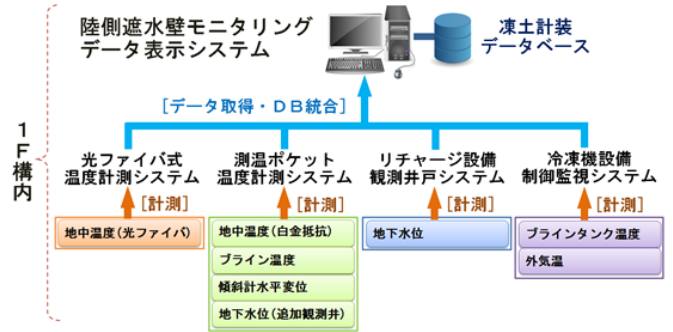 陸側遮水壁モニタリング
データ表示システム
凍土計装
データベース
[データ取得・ＤＢ統合]
１Ｆ構内
光ファイバ式
温度計測システム
測温ポケット
温度計測システム
リチャージ設備
観測井戸システム
冷凍機設備
制御監視システム
[計測]
[計測]
[計測]
[計測]
地中温度(光ファイバ)
地中温度(白金抵抗)
ブライン温度
傾斜計水平変位
地下水位(追加観測井)
地下水位
ブラインタンク温度
外気温